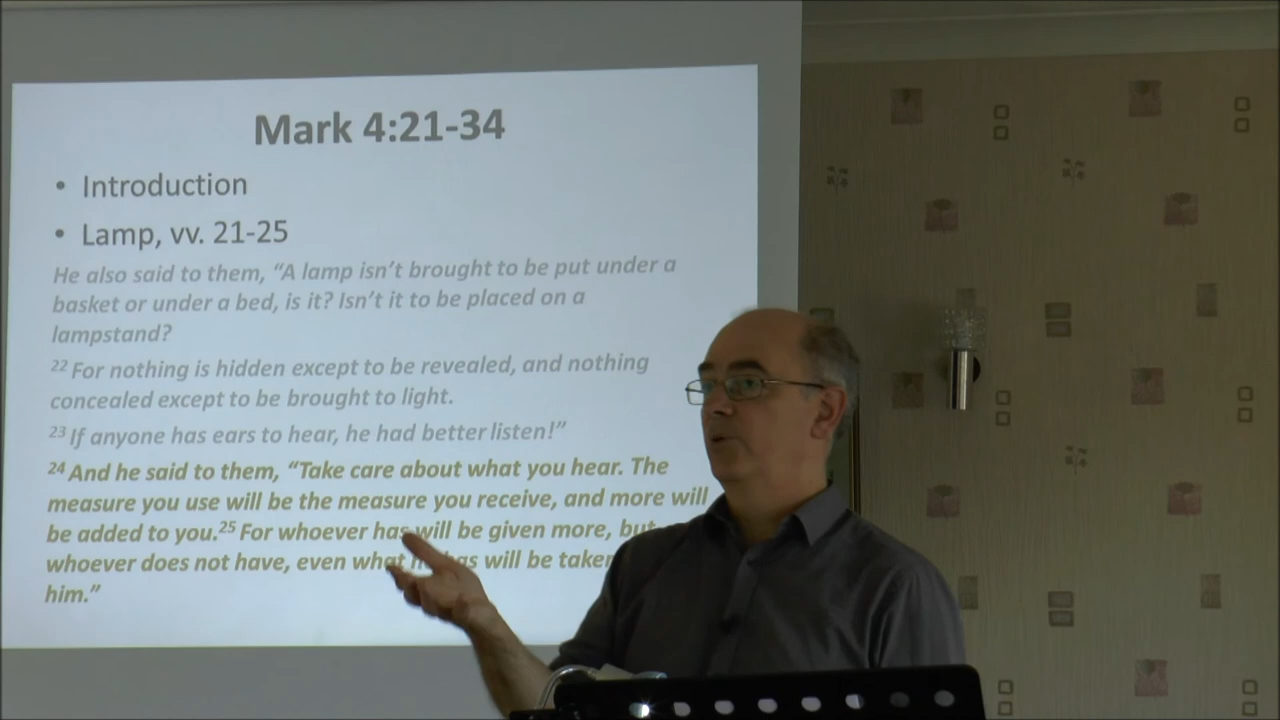 Mark 4:21-34
• Introduction
• Lamp, vv. 21-25
He also said to them, “A lamp isn’t brought to be put under a
basket or under a bed, is it? Isn’t it to be placed on a
lampstand?
22 For nothing is hidden except to be revealed, and nothing
concealed except to be brought to light.
23 If anyone has ears to hear, he had better listen!”
24 And he said to them, “Take care about what you hear. The
measure you use will be the measure you receive, and more will
be added to you.25 For whoever has will be given more, but
whoever does not have, even what he has will be taken
him.”